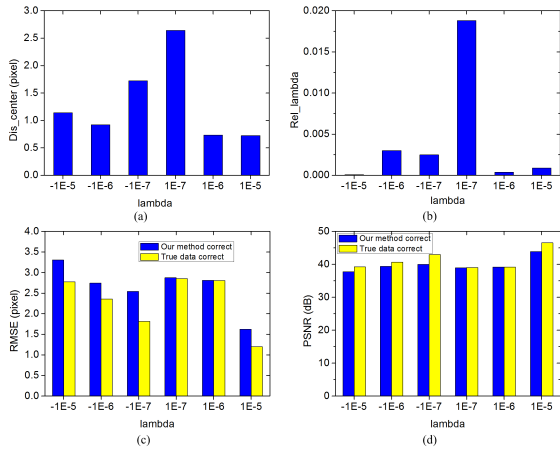 3.0
2.5
2.0
1.5
1.0
0.5
0.0
Dis_center (pixel)
-1E-5 -1E-6 -1E-7 1E-7 1E-6 1E-5
lambda
(a)
0.020
0.015
0.010
0.005
0.000
Rel_lambda
-1E-5 -1E-6 -1E-7 1E-7 1E-6 1E-5
lambda
(b)
4.0
3.5
3.0
2.5
2.0
1.5
1.0
0.5
0.0
RMSE (pixel)
Our method correct
True data correct
-1E-5 -1E-6 -1E-7 1E-7 1E-6 1E-5
lambda
(c)
50
40
30
20
10
0
PSNR (dB)
Our method correct
True data correct
-1E-5 -1E-6 -1E-7 1E-7 1E-6 1E-5
lambda
(d)